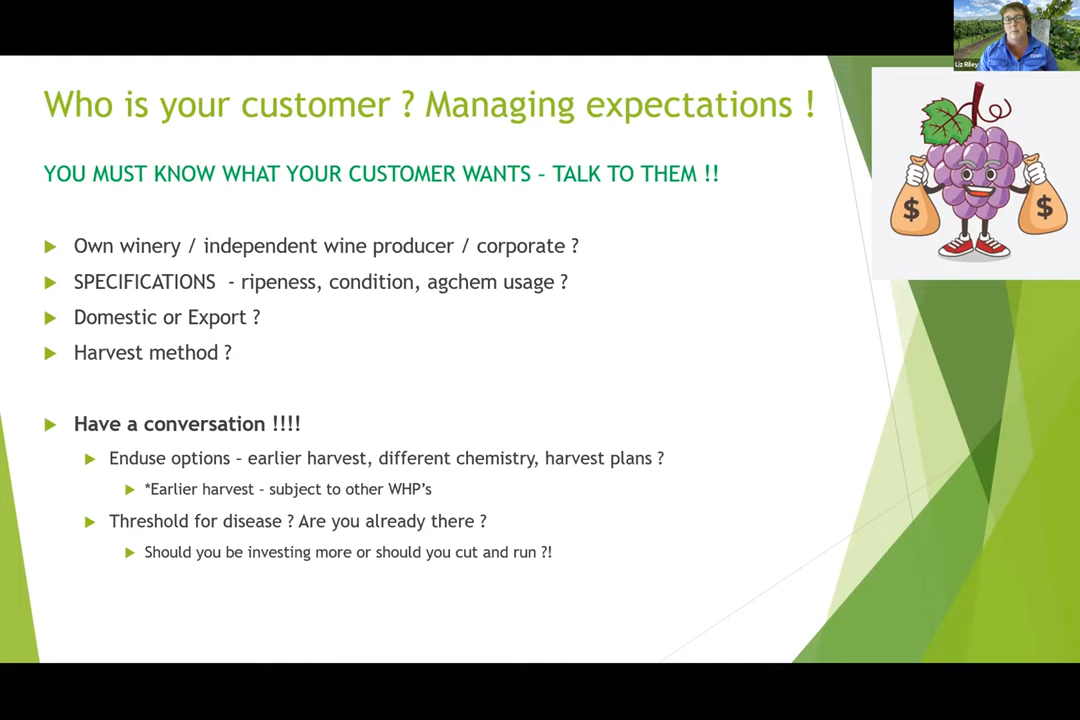 Liz Riley
Who is your customer ? Managing expectations !
YOU MUST KNOW WHAT YOUR CUSTOMER WANTS – TALK TO THEM !!
$ $
Own winery / independent wine producer / corporate ?
SPECIFICATIONS - ripeness, condition, agchem usage ?
Domestic or Export ?
Harvest method ?
Have a conversation !!!!
Enduse options – earlier harvest, different chemistry, harvest plans ?
*Earlier harvest – subject to other WHP's
Threshold for disease ? Are you already there ?
Should you be investing more or should you cut and run ?!